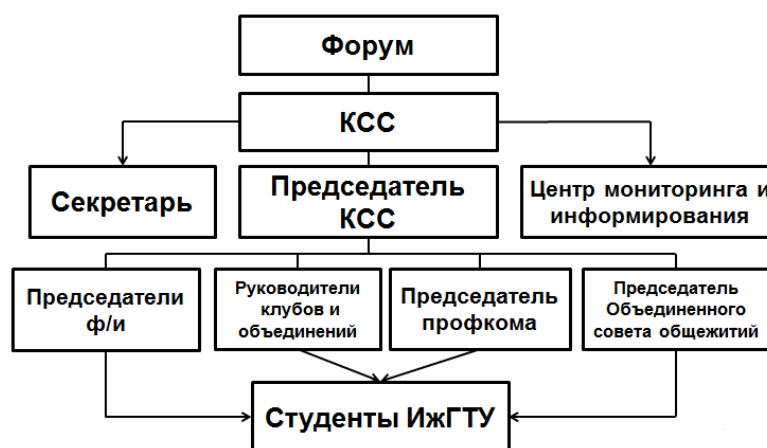 Форум
КСС
Секретарь
Председатель
КСС
Центр мониторинга и
информирования
Председатели
ф/и
Руководители
клубов и
объединений
Председатель
профкома
Председатель
Объединенного
совета общежитий
Студенты ИжГТУ